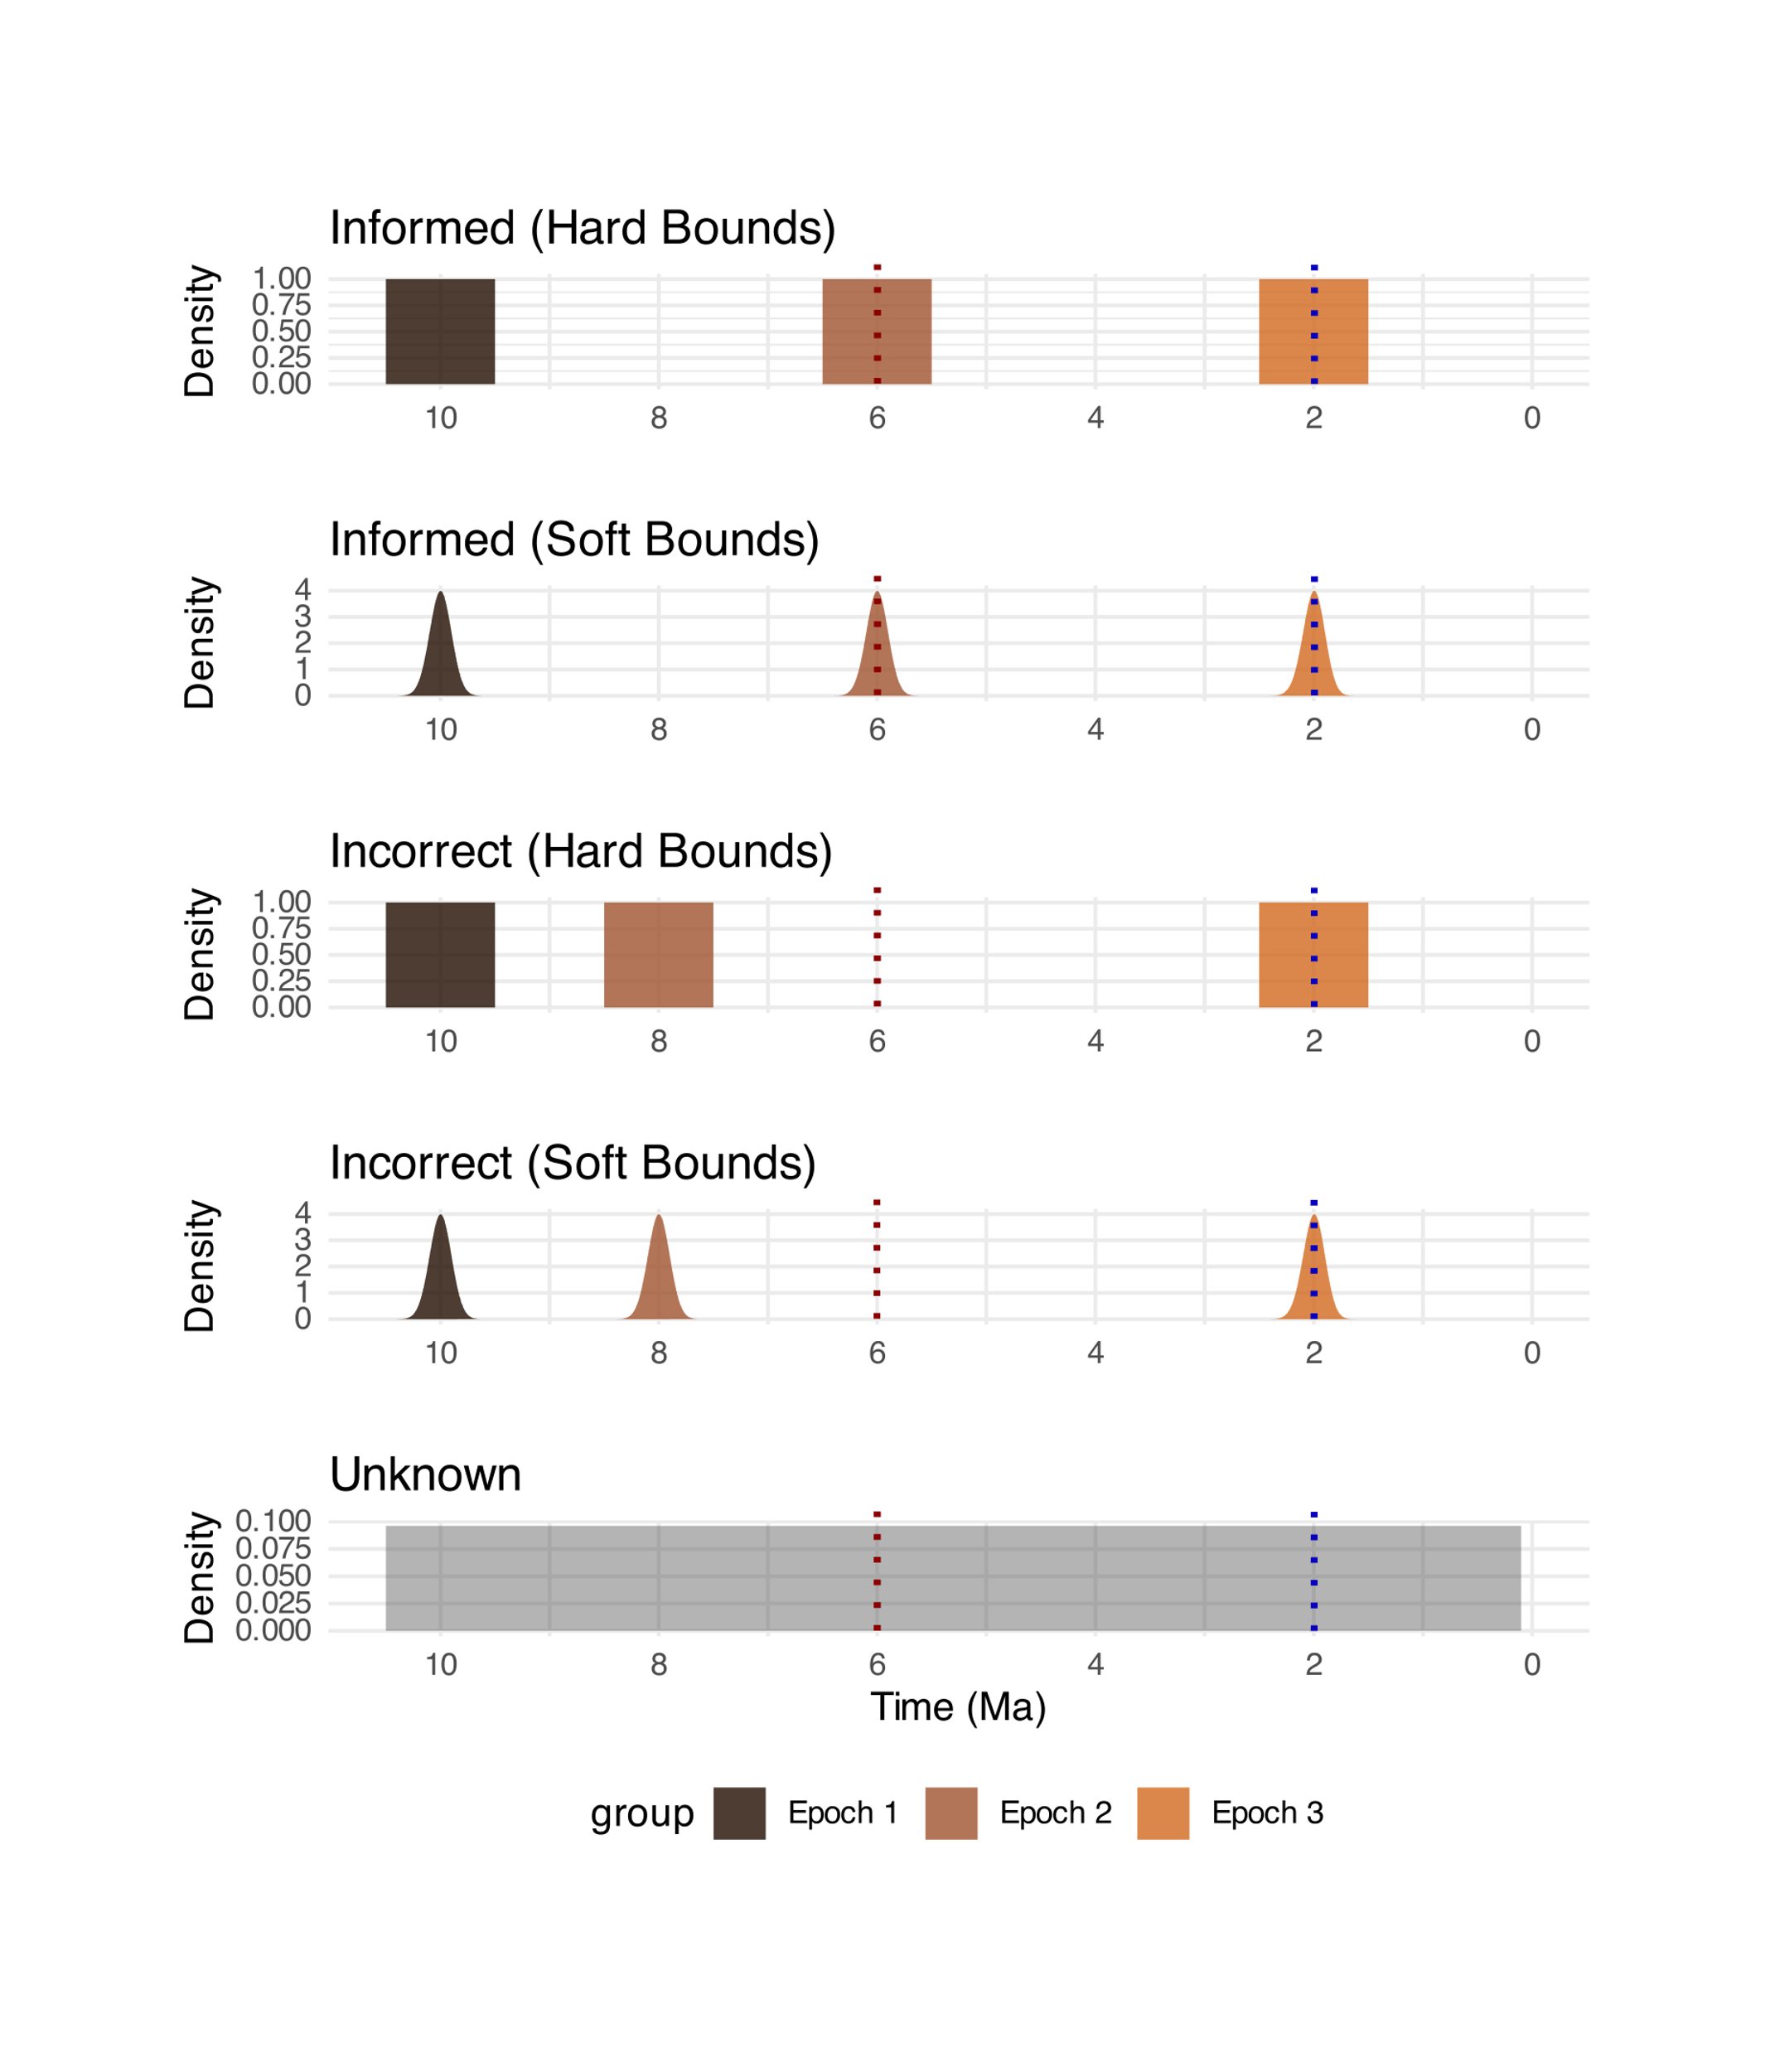 Informed (Hard Bounds)
Density
1.00
0.75
0.50
0.25
0.00
10 8 6 4 2 0
Informed (Soft Bounds)
Density
4
3
2
1
0
10 8 6 4 2 0
Incorrect (Hard Bounds)
Density
1.00
0.75
0.50
0.25
0.00
10 8 6 4 2 0
Incorrect (Soft Bounds)
Density
4
3
2
1
0
10 8 6 4 2 0
Unknown
Density
0.100
0.075
0.050
0.025
0.000
10 8 6 4 2 0
Time (Ma)
group Epoch 1 Epoch 2 Epoch 3